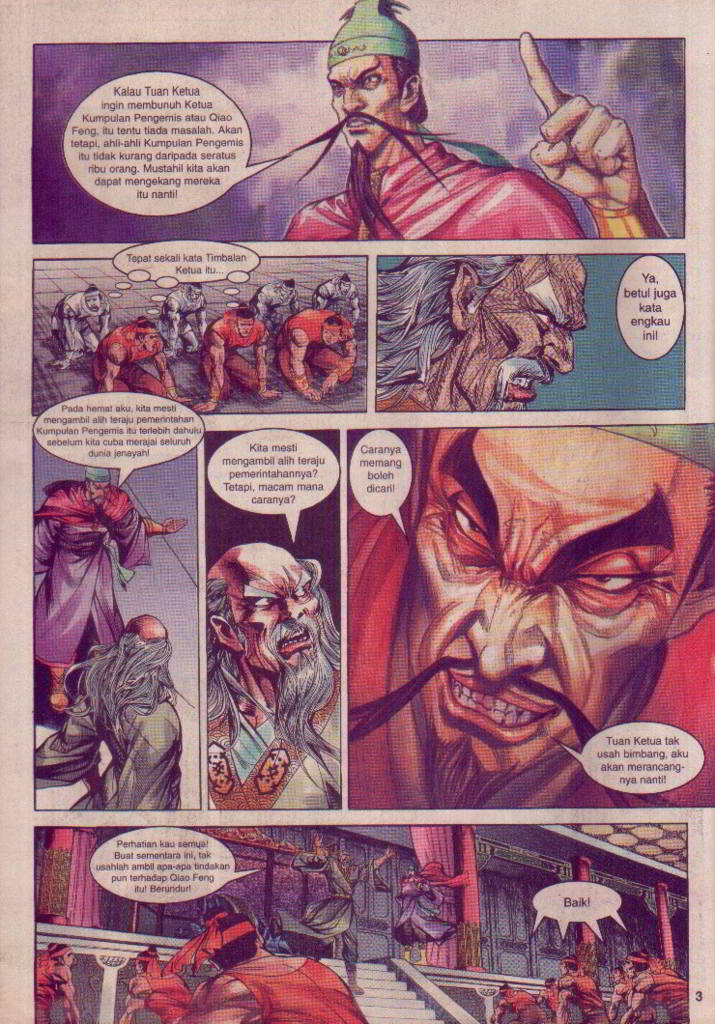 Kalau Tuan Ketua
ingin membunuh Ketua
Kumpulan Pengemis atau Qiao
Feng, itu tentu tiada masalah. Akan
tetapi, ahli-ahli Kumpulan Pengemis
itu tidak kurang daripada seratus
ribu orang. Mustahil kita akan
dapat mengekang mereka
itu nanti!
Tepat sekali kata Timbalan
Ketua itu...
Ya,
betul juga
kata
engkau
ini!
Pada hemat aku, kita mesti
mengambil alih teraju pemerintahan
Kumpulan Pengemis itu terlebih dahulu
sebelum kita cuba merajai seluruh
dunia jenayah!
Kita mesti
mengambil alih teraju
pemerintahannya?
Tetapi, macam mana
caranya?
Caranya
memang
boleh
dicari!
Tuan Ketua tak
usah bimbang, aku
akan merancang-
nya nanti!
Perhatian kau semua!
Buat sementara ini, tak
usahlah ambil apa-apa tindakan
pun terhadap Qiao Feng
itu! Berundur!
Baik!
3